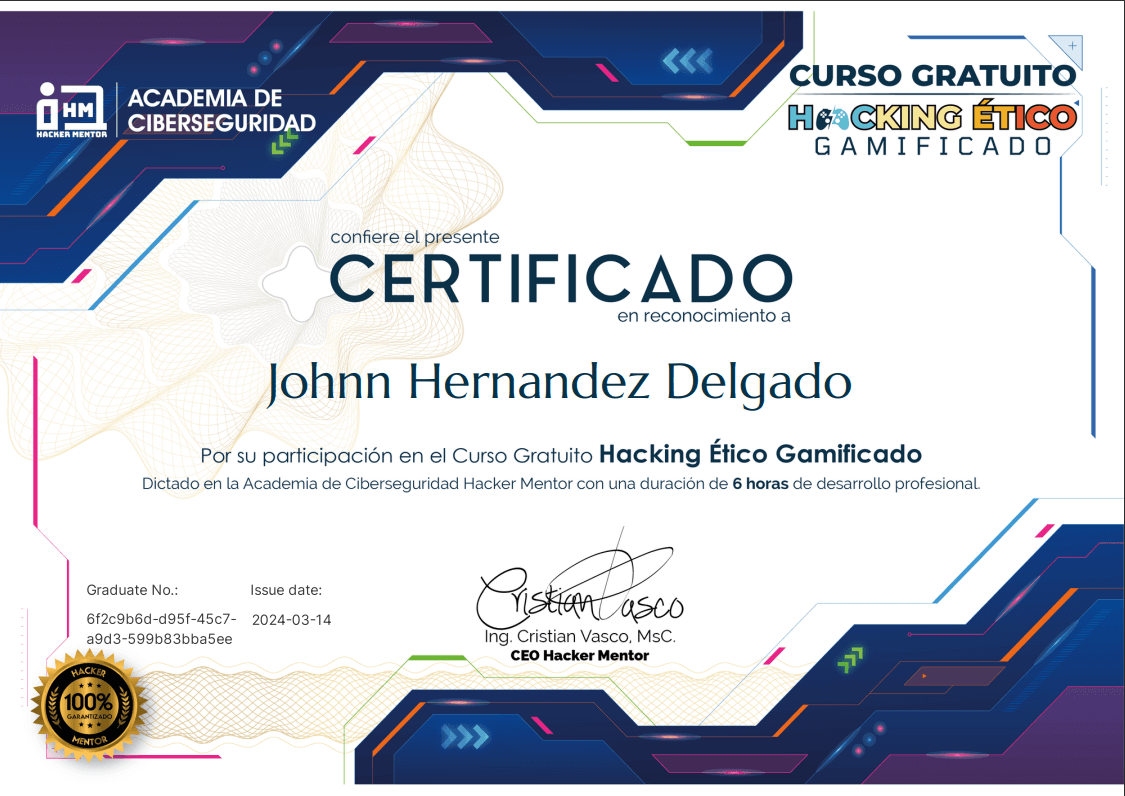 HM
HACKER MENTOR
ACADEMIA DE
CIBERSEGURIDAD
CURSO GRATUITO
HACKING ÉTICO
GAMIFICADO
confiere el presente
CERTIFICADO
en reconocimiento a
Johnn Hernandez Delgado
Por su participación en el Curso Gratuito Hacking Ético Gamificado
Dictado en la Academia de Ciberseguridad Hacker Mentor con una duración de 6 horas de desarrollo profesional.
Graduate No.:
6f2c9b6d-d95f-45c7-
a9d3-599b83bba5ee
Issue date:
2024-03-14
Cristian Vasco
Ing. Cristian Vasco, MsC.
CEO Hacker Mentor
HACKER
100%
GARANTIZADO
MENTOR